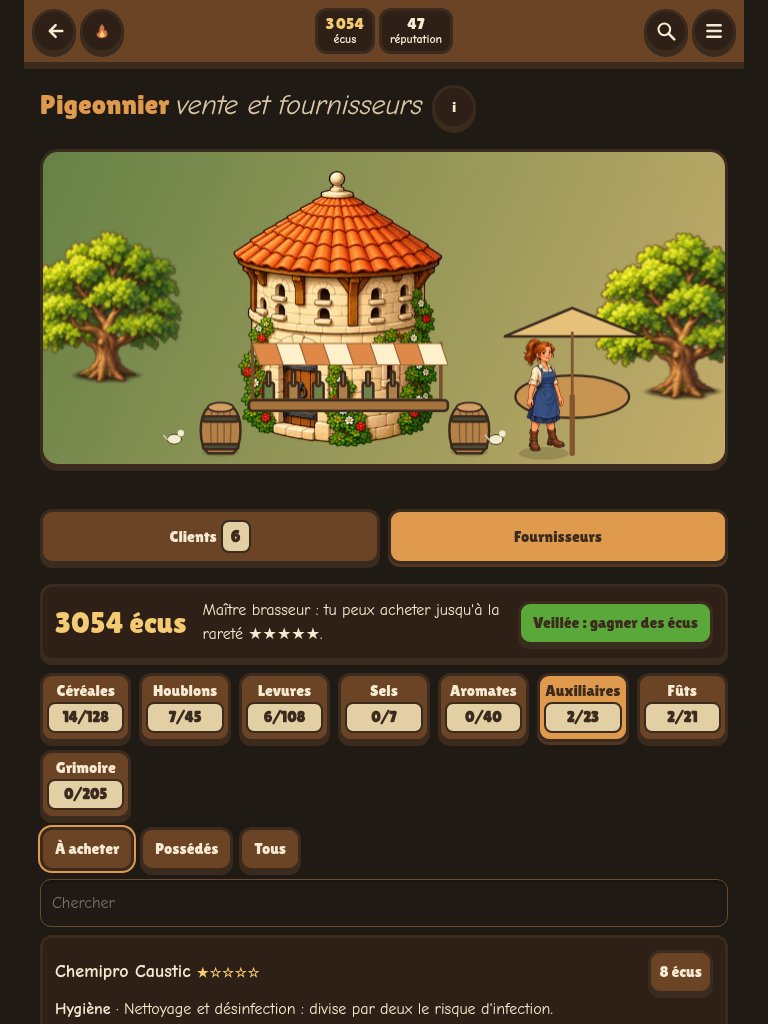 3 054
écus
47
réputation
Pigeonnier vente et fournisseurs i
Clients 6
Fournisseurs
3054 écus
Maître brasseur : tu peux acheter jusqu'à la
rareté ★★★★★.
Veillée : gagner des écus
Céréales
14/128
Houblons
7/45
Levures
6/108
Sels
0/7
Aromates
0/40
Auxiliaires
2/23
Fûts
2/21
Grimoire
0/205
À acheter
Possédés
Tous
Chercher
Chemipro Caustic ★☆☆☆☆
8 écus
Hygiène · Nettoyage et désinfection : divise par deux le risque d'infection.